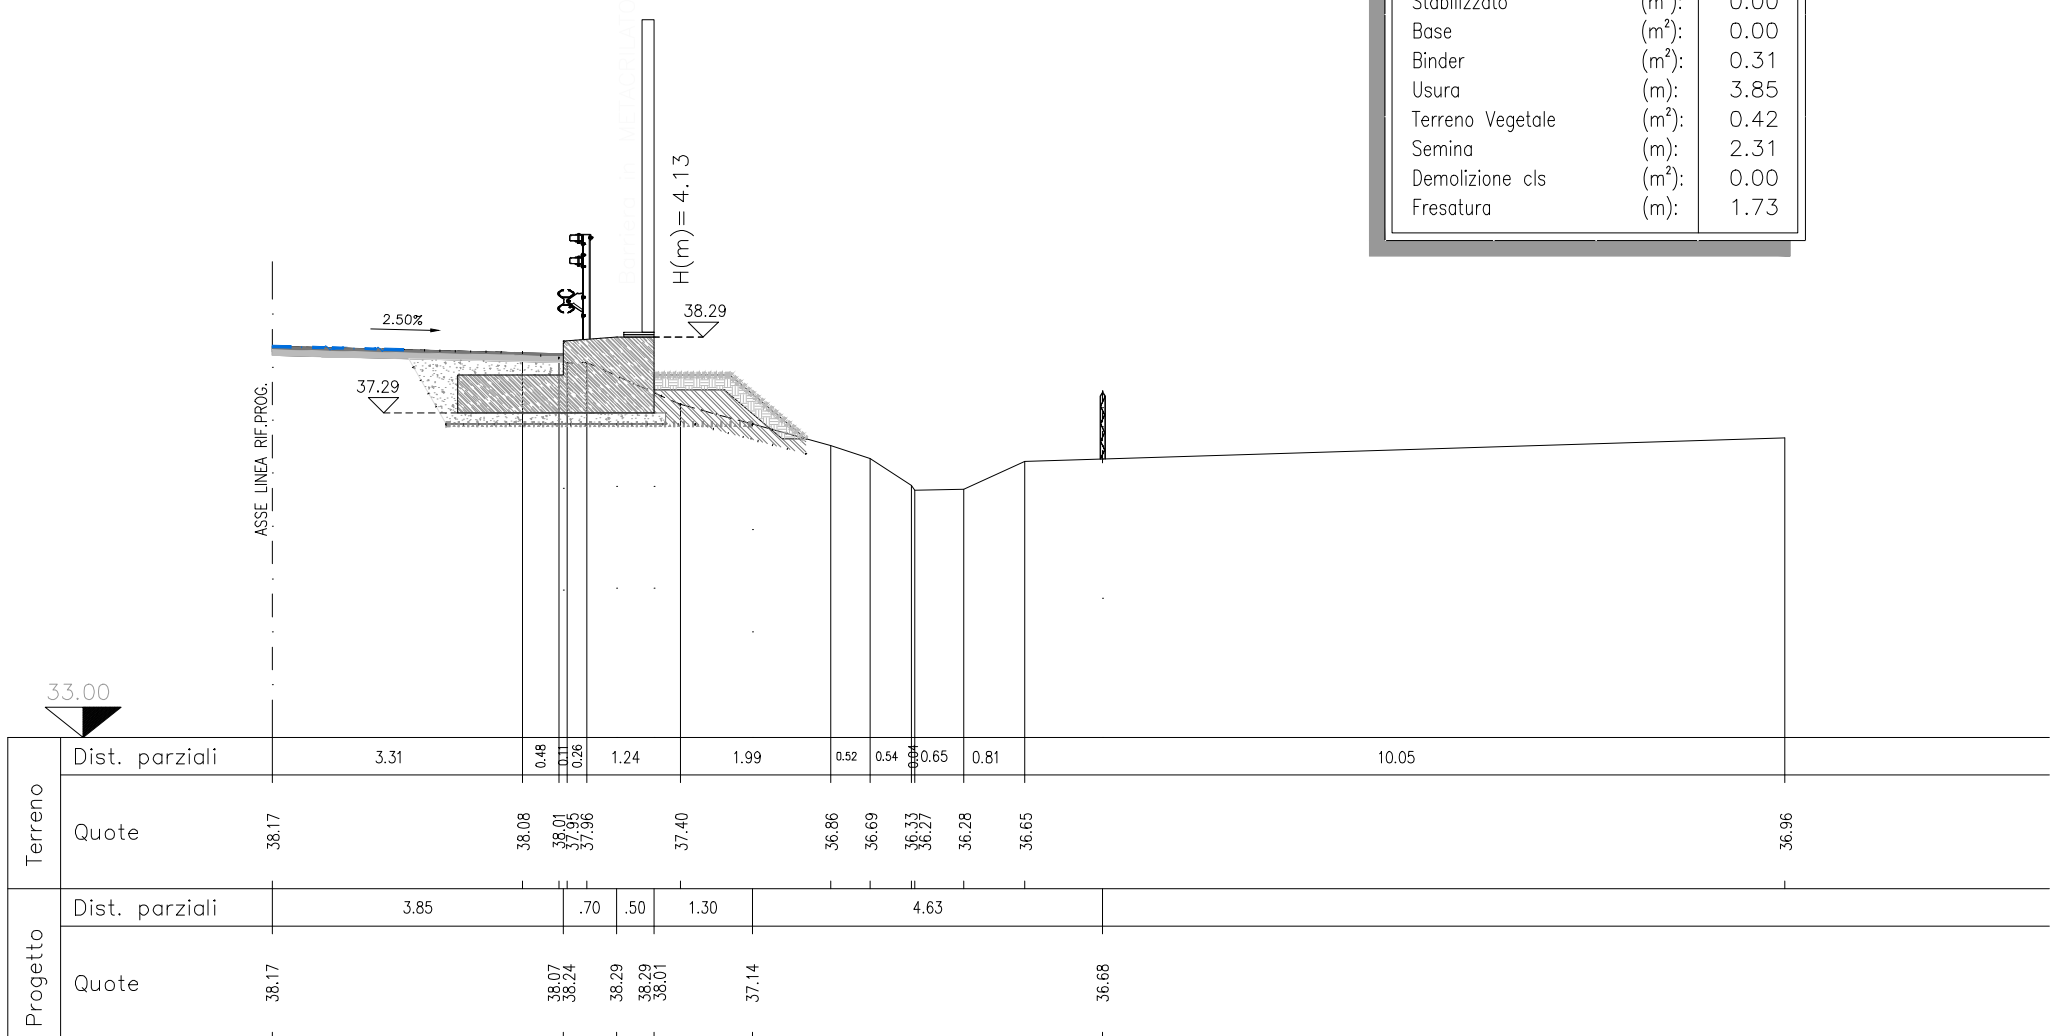 Stabilizzato (m²): 0.00
Base (m²): 0.00
Binder (m²): 0.31
Usura (m): 3.85
Terreno Vegetale (m²): 0.42
Semina (m): 2.31
Demolizione cls (m²): 0.00
Fresatura (m): 1.73
H(m)= 4.13
38.29
2.50%
37.29
ASSE LINEA RIF.PROG.
33.00
Terreno
Dist. parziali 3.31 0.48 0.11 0.26 1.24 1.99 0.52 0.54 0.04 0.65 0.81 10.05
Quote 38.17 38.08 38.01 37.95 37.96 37.40 36.86 36.69 36.33 36.27 36.28 36.65 36.96
Progetto
Dist. parziali 3.85 .70 .50 1.30 4.63
Quote 38.17 38.07 38.24 38.29 38.29 38.01 37.14 36.68